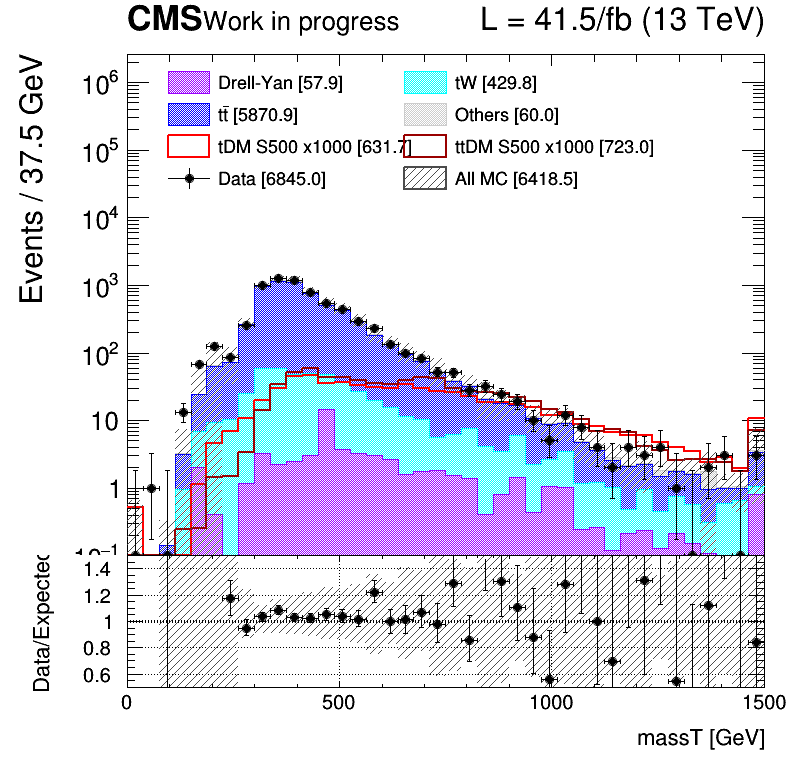 CMS Work in progress L = 41.5/fb (13 TeV)
Events / 37.5 GeV
Drell-Yan [57.9] tW [429.8]
tt̄ [5870.9] Others [60.0]
tDM S500 x1000 [631.7] ttDM S500 x1000 [723.0]
Data [6845.0] All MC [6418.5]
10⁶
10⁵
10⁴
10³
10²
10
1
10⁻¹
Data/Expected
1.4
1.2
1
0.8
0.6
0 500 1000 1500
massT [GeV]